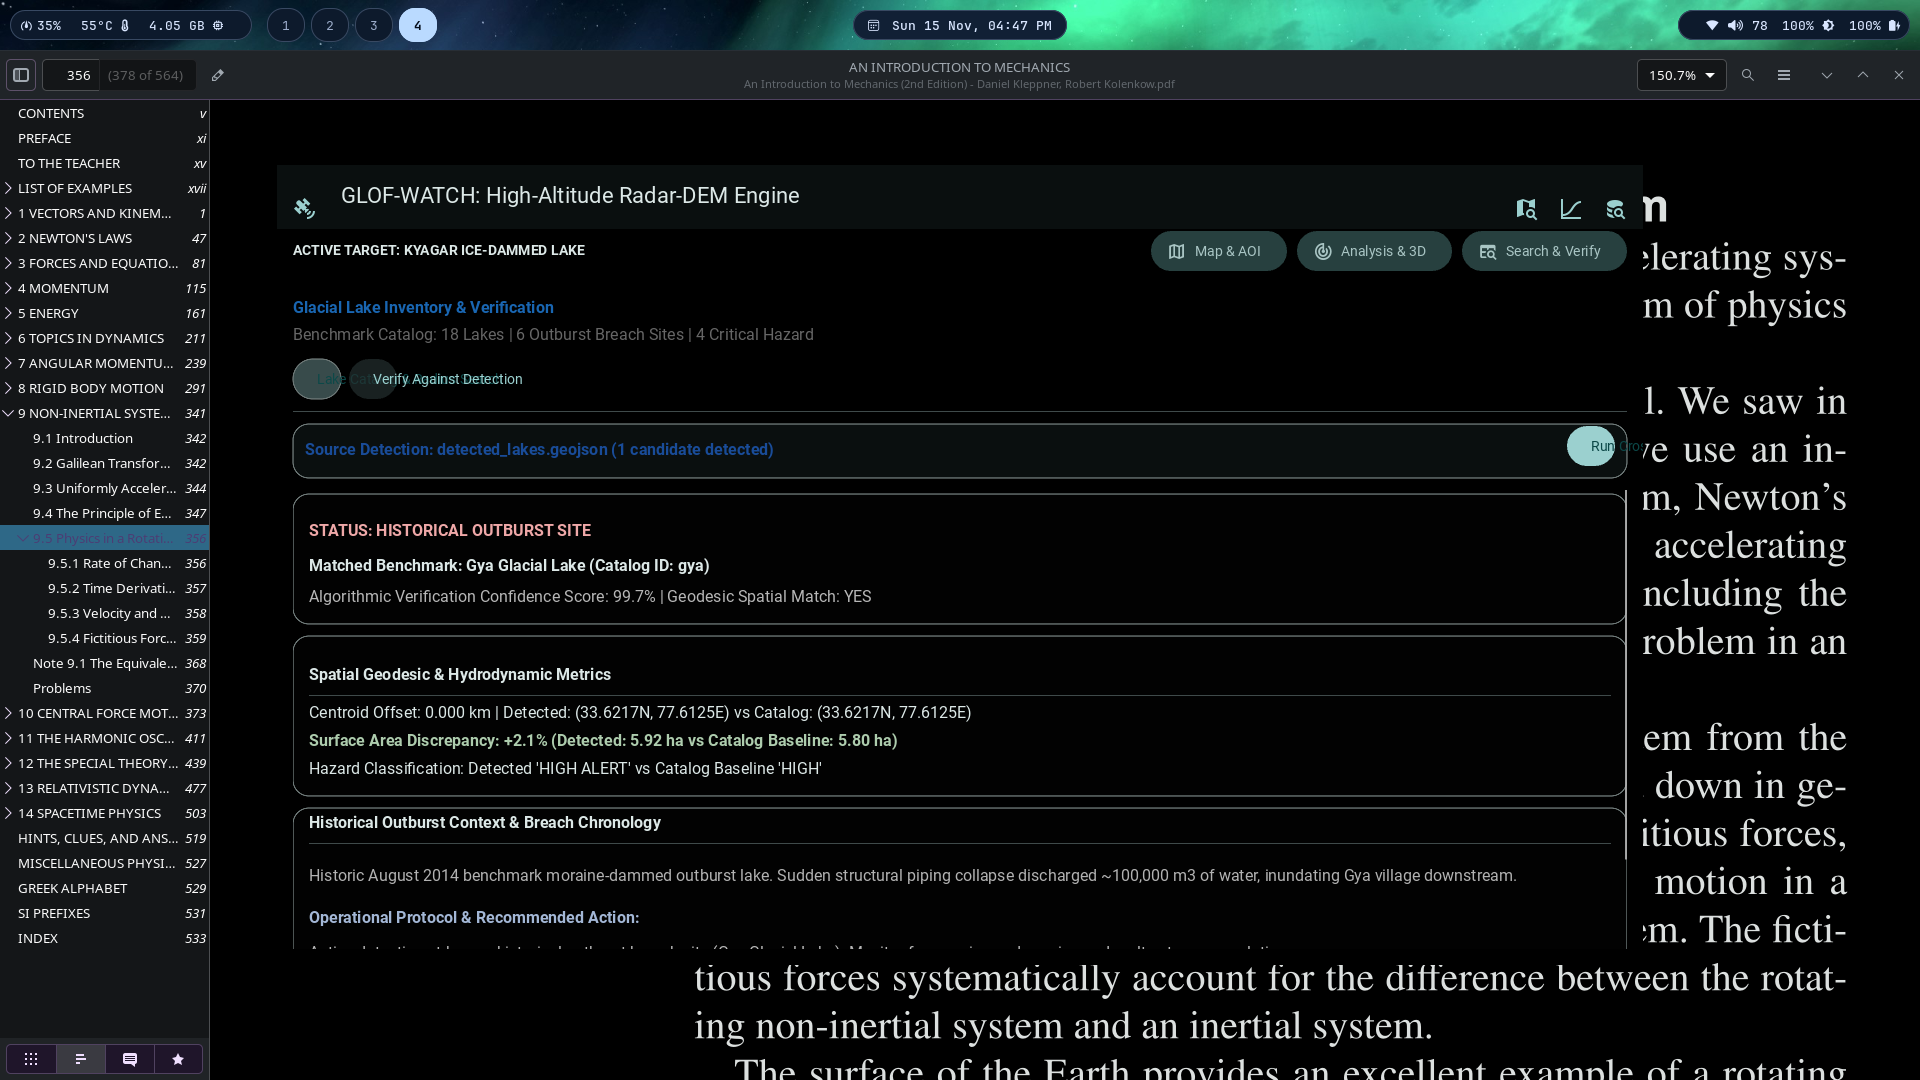 35% 55°C 4.05 GB 1 2 3 4 Sun 15 Nov, 04:47 PM 78 100% 100%
356 (378 of 564) AN INTRODUCTION TO MECHANICS 150.7%
An Introduction to Mechanics (2nd Edition) - Daniel Kleppner, Robert Kolenkow.pdf
CONTENTS v
PREFACE xi
TO THE TEACHER xv
LIST OF EXAMPLES xvii
1 VECTORS AND KINEM... 1
2 NEWTON'S LAWS 47
3 FORCES AND EQUATIO... 81
4 MOMENTUM 115
5 ENERGY 161
6 TOPICS IN DYNAMICS 211
7 ANGULAR MOMENTU... 239
8 RIGID BODY MOTION 291
9 NON-INERTIAL SYSTE... 341
9.1 Introduction 342
9.2 Galilean Transfor... 342
9.3 Uniformly Acceler... 344
9.4 The Principle of E... 347
9.5 Physics in a Rotati... 356
9.5.1 Rate of Chan... 356
9.5.2 Time Derivati... 357
9.5.3 Velocity and ... 358
9.5.4 Fictitious Forc... 359
Note 9.1 The Equivale... 368
Problems 370
10 CENTRAL FORCE MOT... 373
11 THE HARMONIC OSC... 411
12 THE SPECIAL THEORY... 439
13 RELATIVISTIC DYNA... 477
14 SPACETIME PHYSICS 503
HINTS, CLUES, AND ANS... 519
MISCELLANEOUS PHYSI... 527
GREEK ALPHABET 529
SI PREFIXES 531
INDEX 533
GLOF-WATCH: High-Altitude Radar-DEM Engine
ACTIVE TARGET: KYAGAR ICE-DAMMED LAKE
Map & AOI Analysis & 3D Search & Verify
Glacial Lake Inventory & Verification
Benchmark Catalog: 18 Lakes | 6 Outburst Breach Sites | 4 Critical Hazard
Lake Verify Against Detection
Source Detection: detected_lakes.geojson (1 candidate detected)
Run
STATUS: HISTORICAL OUTBURST SITE
Matched Benchmark: Gya Glacial Lake (Catalog ID: gya)
Algorithmic Verification Confidence Score: 99.7% | Geodesic Spatial Match: YES
Spatial Geodesic & Hydrodynamic Metrics
Centroid Offset: 0.000 km | Detected: (33.6217N, 77.6125E) vs Catalog: (33.6217N, 77.6125E)
Surface Area Discrepancy: +2.1% (Detected: 5.92 ha vs Catalog Baseline: 5.80 ha)
Hazard Classification: Detected 'HIGH ALERT' vs Catalog Baseline 'HIGH'
Historical Outburst Context & Breach Chronology
Historic August 2014 benchmark moraine-dammed outburst lake. Sudden structural piping collapse discharged ~100,000 m3 of water, inundating Gya village downstream.
Operational Protocol & Recommended Action:
m
elerating sys-
m of physics
l. We saw in
ve use an in-
m, Newton's
accelerating
ncluding the
roblem in an
em from the
down in ge-
itious forces,
motion in a
em. The ficti-
tious forces systematically account for the difference between the rotat-
ing non-inertial system and an inertial system.
The surface of the Earth provides an excellent example of a rotating